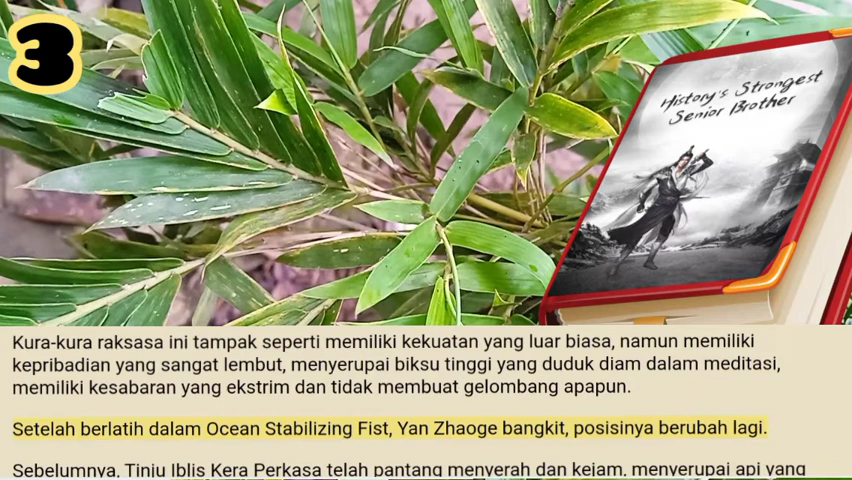 3
History's Strongest
Senior Brother
Kura-kura raksasa ini tampak seperti memiliki kekuatan yang luar biasa, namun memiliki
kepribadian yang sangat lembut, menyerupai biksu tinggi yang duduk diam dalam meditasi,
memiliki kesabaran yang ekstrim dan tidak membuat gelombang apapun.
Setelah berlatih dalam Ocean Stabilizing Fist, Yan Zhaoge bangkit, posisinya berubah lagi.
Sebelumnya, Tinju Iblis Kera Perkasa telah pantang menyerah dan kejam, menyerupai api yang